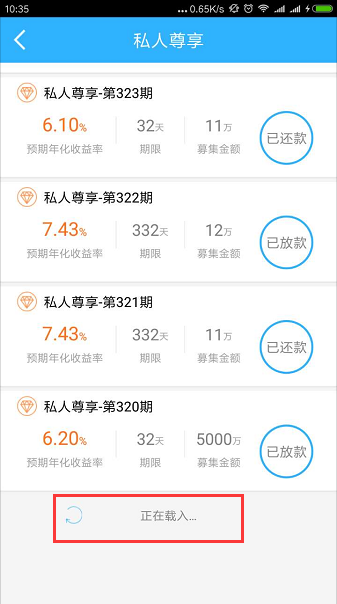 10:35
... 0.65K/s
私人尊享
私人尊享-第323期
6.10% 32天 11万 已还款
预期年化收益率 期限 募集金额
私人尊享-第322期
7.43% 332天 12万 已放款
预期年化收益率 期限 募集金额
私人尊享-第321期
7.43% 332天 11万 已还款
预期年化收益率 期限 募集金额
私人尊享-第320期
6.20% 32天 5000万 已放款
预期年化收益率 期限 募集金额
正在载入...